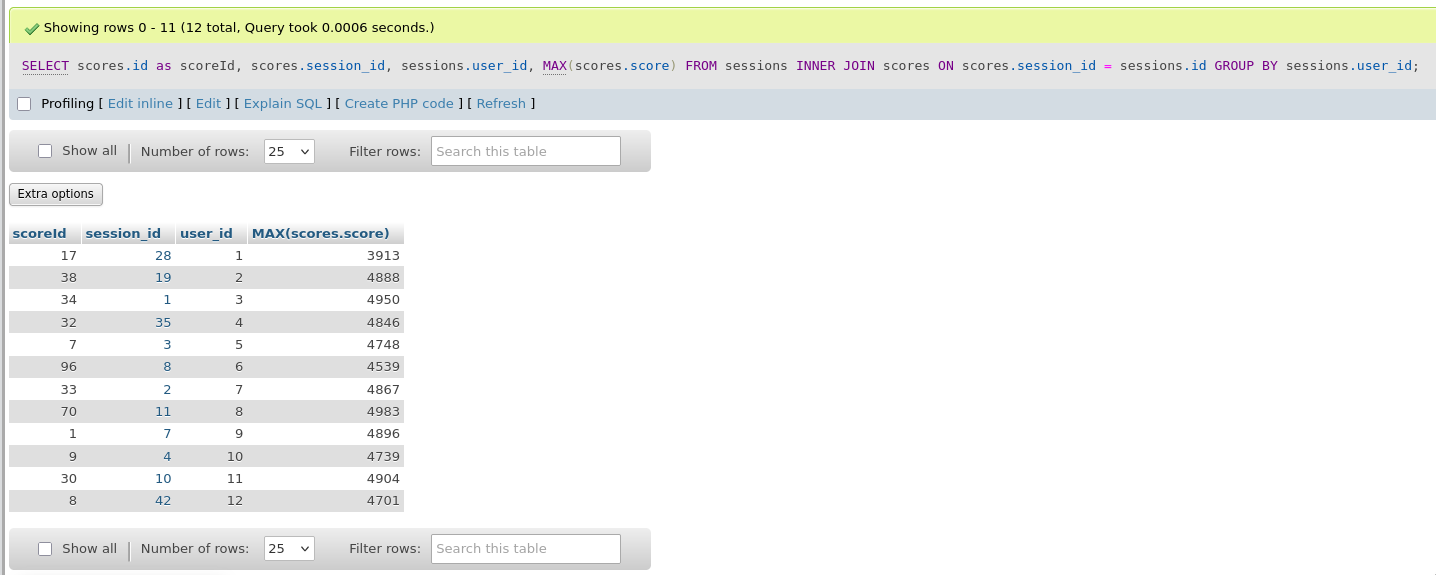 Showing rows 0 - 11 (12 total, Query took 0.0006 seconds.)
SELECT scores.id as scoreId, scores.session_id, sessions.user_id, MAX(scores.score) FROM sessions INNER JOIN scores ON scores.session_id = sessions.id GROUP BY sessions.user_id;
Profiling [ Edit inline ] [ Edit ] [ Explain SQL ] [ Create PHP code ] [ Refresh ]
Show all | Number of rows: 25 Filter rows: Search this table
Extra options
scoreId session_id user_id MAX(scores.score)
17 28 1 3913
38 19 2 4888
34 1 3 4950
32 35 4 4846
7 3 5 4748
96 8 6 4539
33 2 7 4867
70 11 8 4983
1 7 9 4896
9 4 10 4739
30 10 11 4904
8 42 12 4701
Show all | Number of rows: 25 Filter rows: Search this table